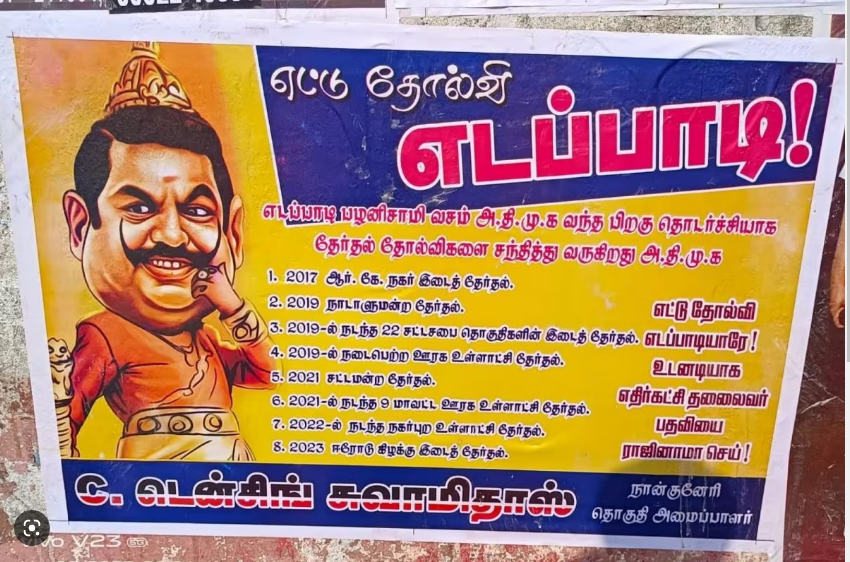 எட்டு தோல்வி
எடப்பாடி!
எடப்பாடி பழனிசாமி வசம் அ.தி.மு.க வந்த பிறகு தொடர்ச்சியாக
தேர்தல் தோல்விகளை சந்தித்து வருகிறது அ.தி.மு.க
1. 2017 ஆர். கே. நகர் இடைத் தேர்தல்.
2. 2019 நாடாளுமன்ற தேர்தல்.
3. 2019-ல் நடந்த 22 சட்டசபை தொகுதிகளின் இடைத் தேர்தல்.
4. 2019-ல் நடைபெற்ற ஊரக உள்ளாட்சி தேர்தல்.
5. 2021 சட்டமன்ற தேர்தல்.
6. 2021-ல் நடந்த 9 மாவட்ட ஊரக உள்ளாட்சி தேர்தல்.
7. 2022-ல் நடந்த நகர்புற உள்ளாட்சி தேர்தல்.
8. 2023 ஈரோடு கிழக்கு இடைத் தேர்தல்.
எட்டு தோல்வி
எடப்பாடியாரே!
உடனடியாக
எதிர்கட்சி தலைவர்
பதவியை
ராஜினாமா செய்!
C. டென்சிங் சுவாமிதாஸ்
நான்குனேரி
தொகுதி அமைப்பாளர்
vo V23 5G